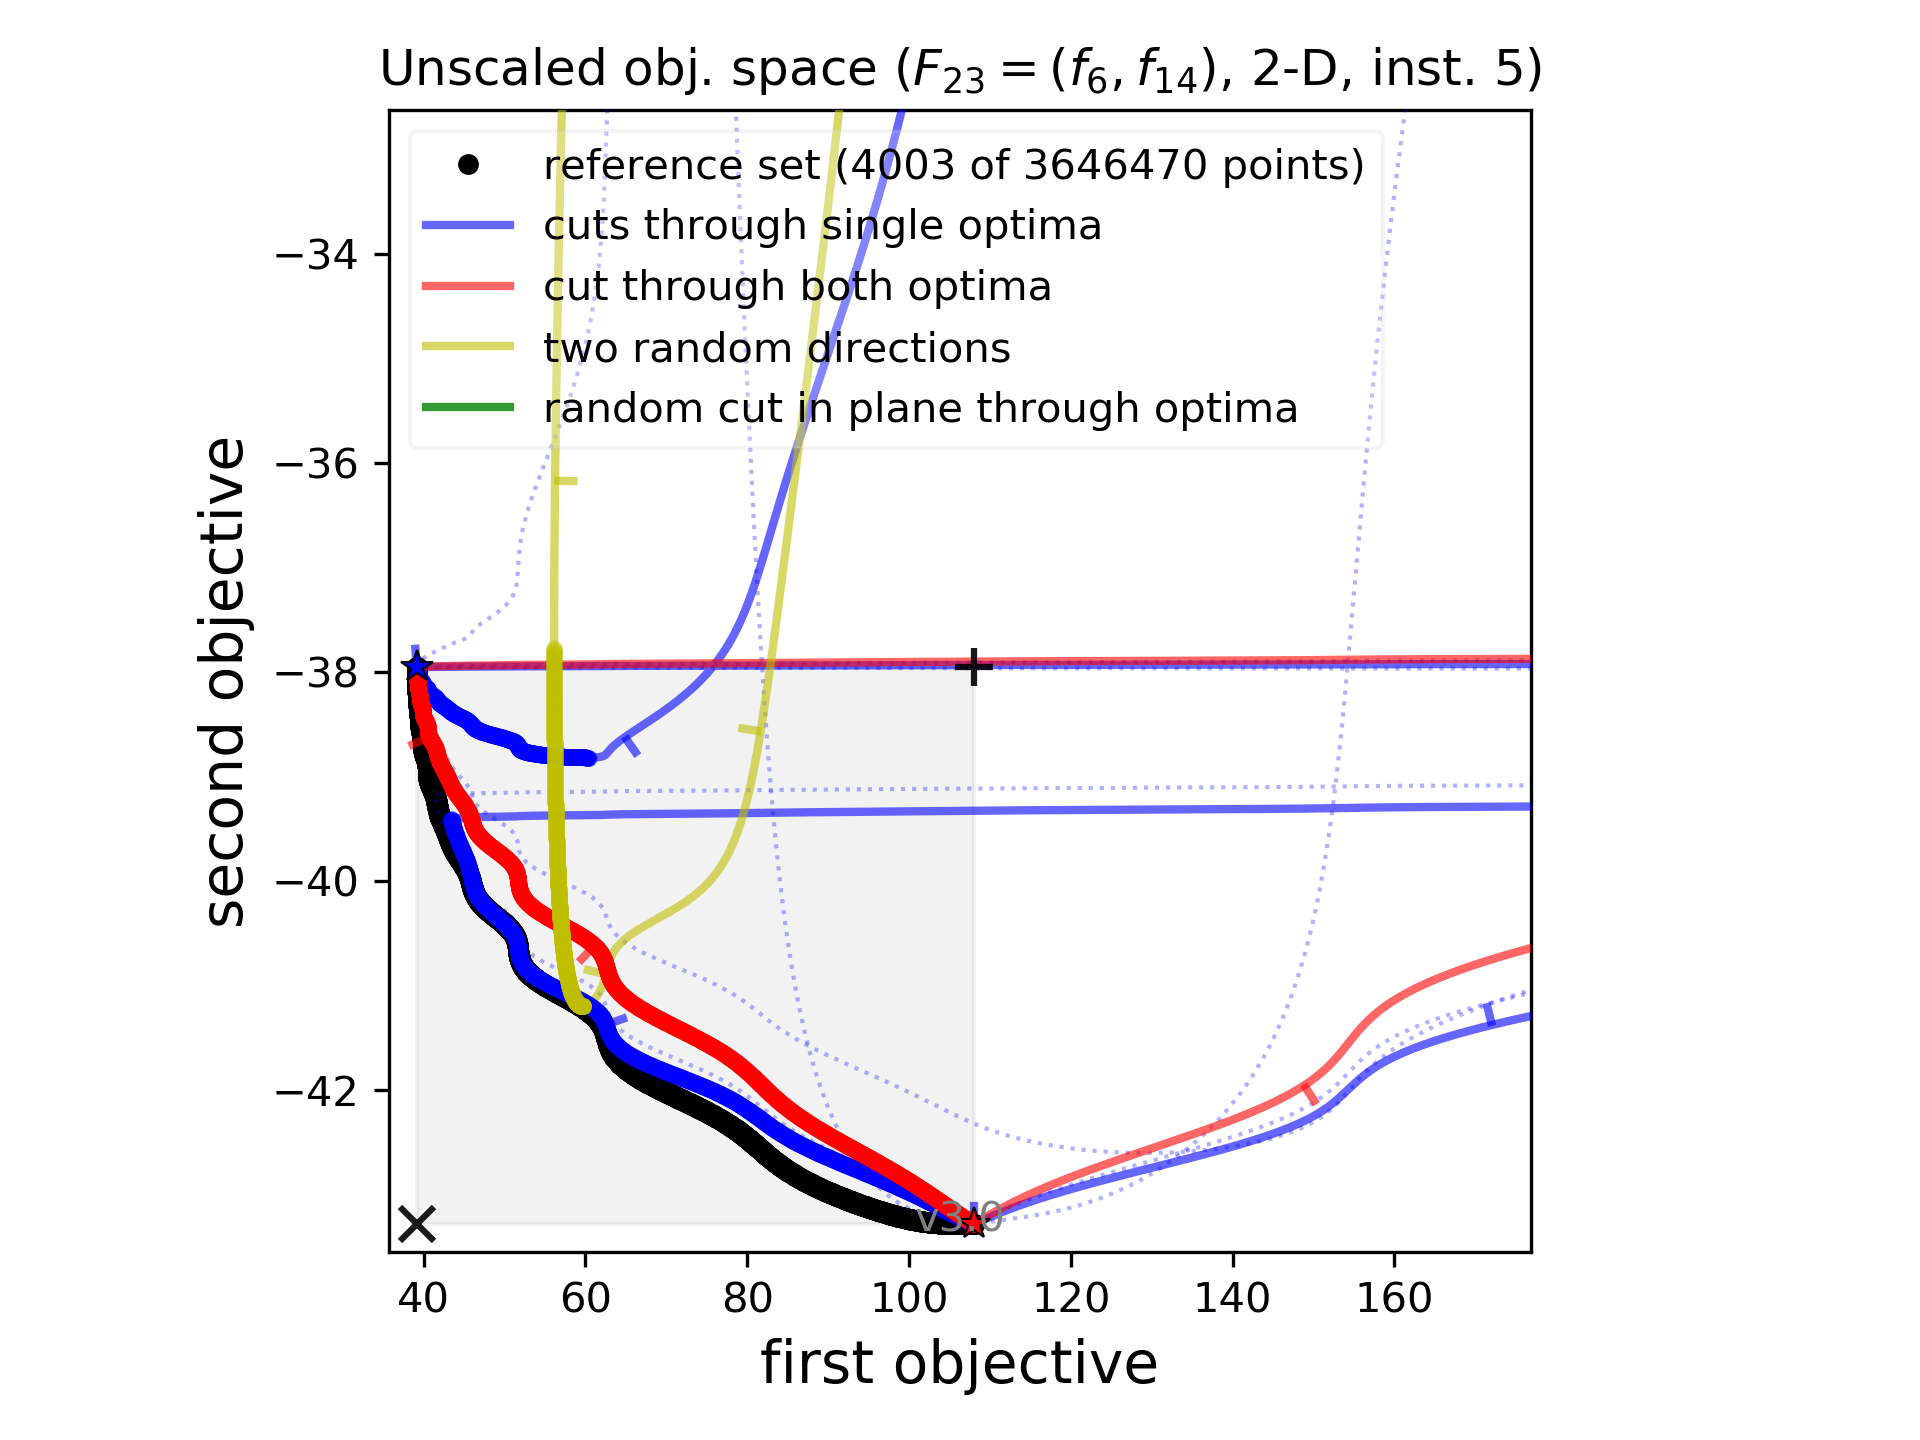 Unscaled obj. space (F23 = (f6, f14), 2-D, inst. 5)
reference set (4003 of 3646470 points)
cuts through single optima
cut through both optima
two random directions
random cut in plane through optima
−34
−36
−38
−40
−42
second objective
v3.0
40 60 80 100 120 140 160
first objective